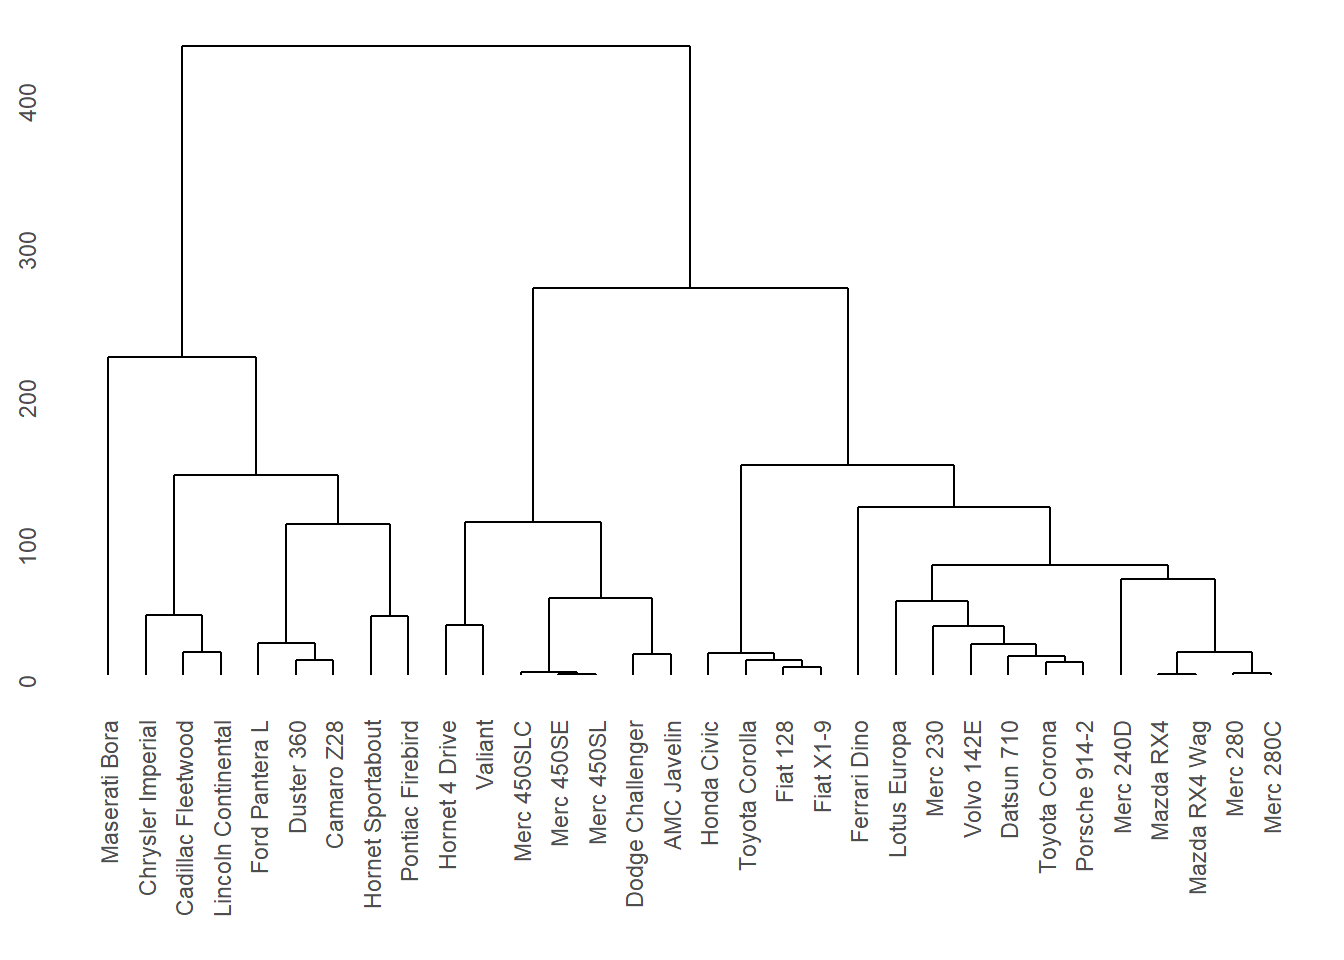 400
300
200
100
0
Maserati Bora
Chrysler Imperial
Cadillac Fleetwood
Lincoln Continental
Ford Pantera L
Duster 360
Camaro Z28
Hornet Sportabout
Pontiac Firebird
Hornet 4 Drive
Valiant
Merc 450SLC
Merc 450SE
Merc 450SL
Dodge Challenger
AMC Javelin
Honda Civic
Toyota Corolla
Fiat 128
Fiat X1-9
Ferrari Dino
Lotus Europa
Merc 230
Volvo 142E
Datsun 710
Toyota Corona
Porsche 914-2
Merc 240D
Mazda RX4
Mazda RX4 Wag
Merc 280
Merc 280C